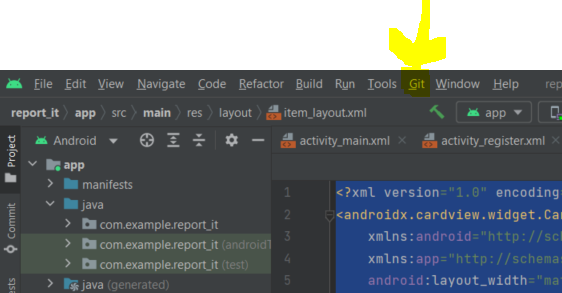 File Edit View Navigate Code Refactor Build Run Tools Git Window Help rep
report_it app src main res layout item_layout.xml app
Project Android activity_main.xml activity_register.xml
app
manifests
java
com.example.report_it
com.example.report_it (androidT
com.example.report_it (test)
java (generated)
Commit
ests
1 <?xml version="1.0" encoding=
2 <androidx.cardview.widget.Ca
3 xmlns:android="http://sch
4 xmlns:app="http://schema
5 android:layout_width="ma